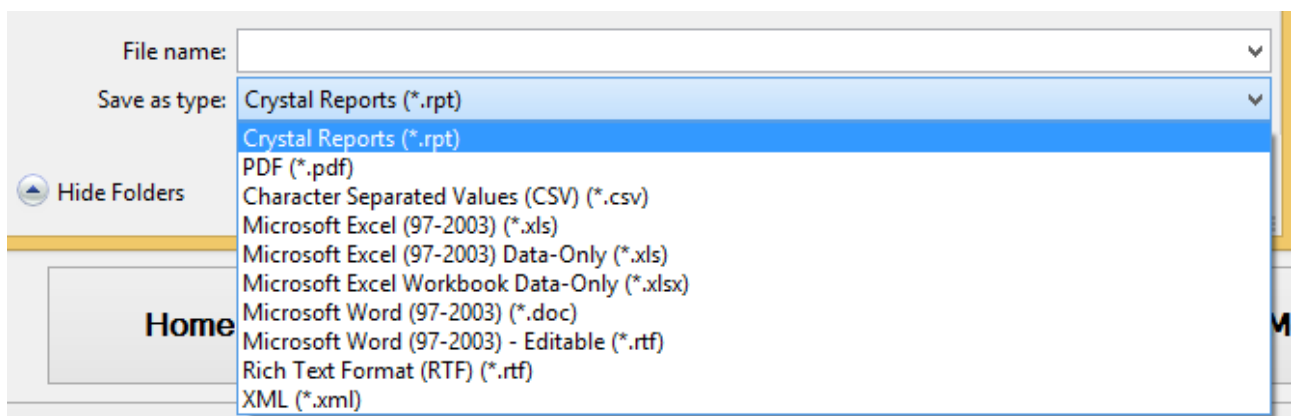 File name:
Save as type: Crystal Reports (*.rpt)
Crystal Reports (*.rpt)
PDF (*.pdf)
Hide Folders
Character Separated Values (CSV) (*.csv)
Microsoft Excel (97-2003) (*.xls)
Microsoft Excel (97-2003) Data-Only (*.xls)
Microsoft Excel Workbook Data-Only (*.xlsx)
Microsoft Word (97-2003) (*.doc)
Home
M
Microsoft Word (97-2003) - Editable (*.rtf)
Rich Text Format (RTF) (*.rtf)
XML (*.xml)